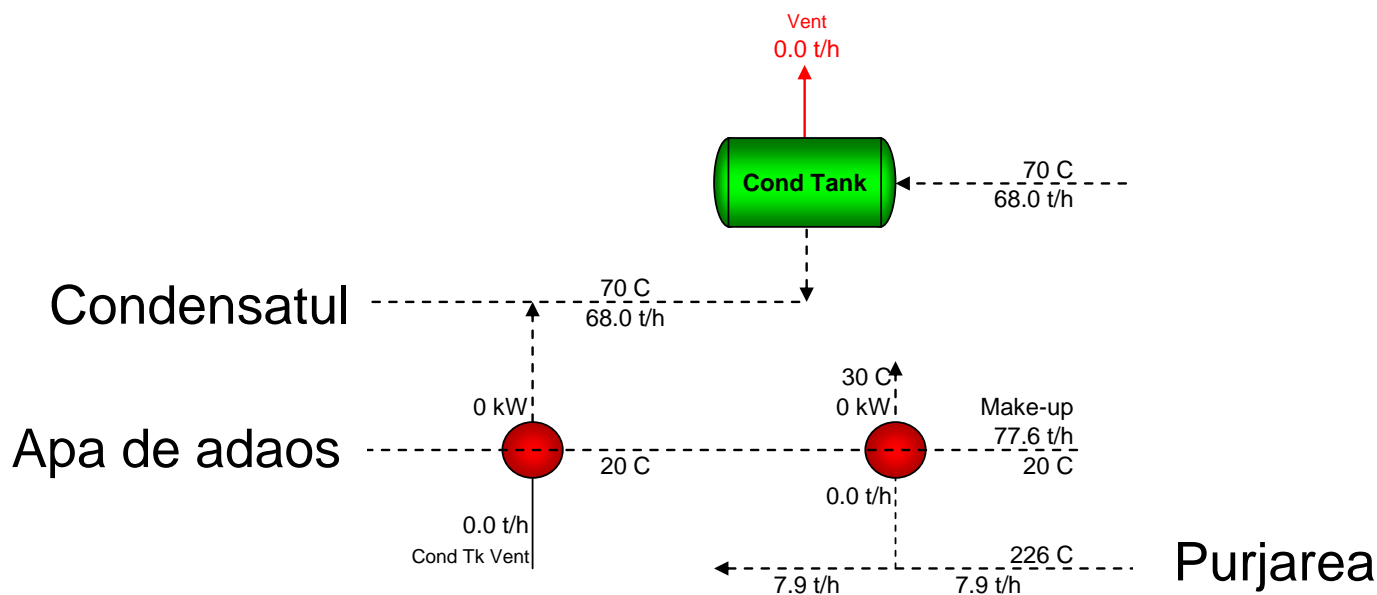 Vent
0.0 t/h
Cond Tank
70 C
68.0 t/h
Condensatul
70 C
68.0 t/h
30 C
0 kW
0 kW
Make-up
77.6 t/h
Apa de adaos
20 C
20 C
0.0 t/h
0.0 t/h
Cond Tk Vent
226 C
Purjarea
7.9 t/h
7.9 t/h